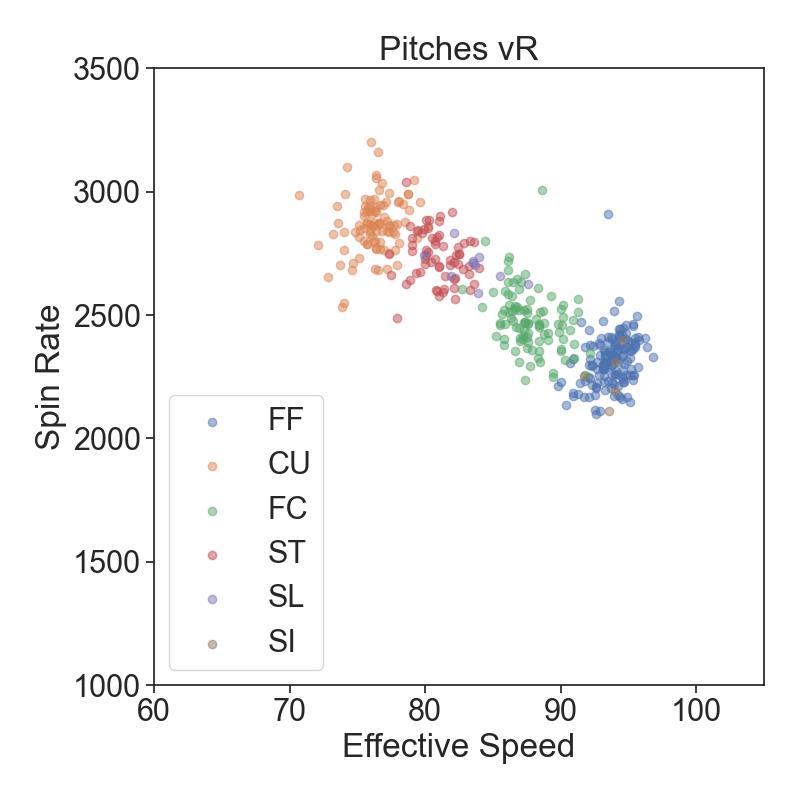 Pitches vR
3500
3000
2500
2000
1500
1000
Spin Rate
FF
CU
FC
ST
SL
SI
60 70 80 90 100
Effective Speed